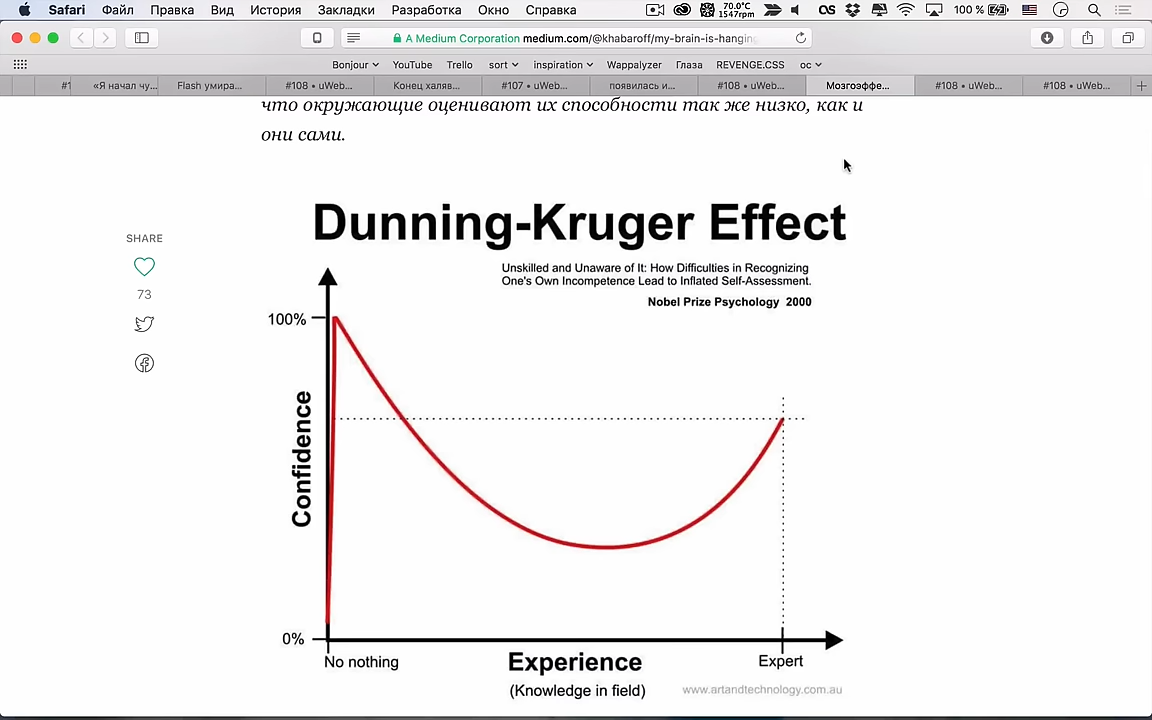 Safari Файл Правка Вид История Закладки Разработка Окно Справка 70.0°C 1547rpm 100 %
A Medium Corporation medium.com/@khabaroff/my-brain-is-hangin
Bonjour YouTube Trello sort inspiration Wappalyzer Глаза REVENGE.CSS ос
#1 «Я начал чу... Flash умира... #108 • uWeb... Конец халяв... #107 • uWeb... появилась и... #108 • uWeb... Мозгоэффе... #108 • uWeb... #108 • uWeb...
что окружающие оценивают их способности так же низко, как и
они сами.
Dunning-Kruger Effect
SHARE
73
Unskilled and Unaware of It: How Difficulties in Recognizing
One's Own Incompetence Lead to Inflated Self-Assessment.
Nobel Prize Psychology 2000
100%
Confidence
0%
No nothing
Experience
Expert
(Knowledge in field)
www.artandtechnology.com.au